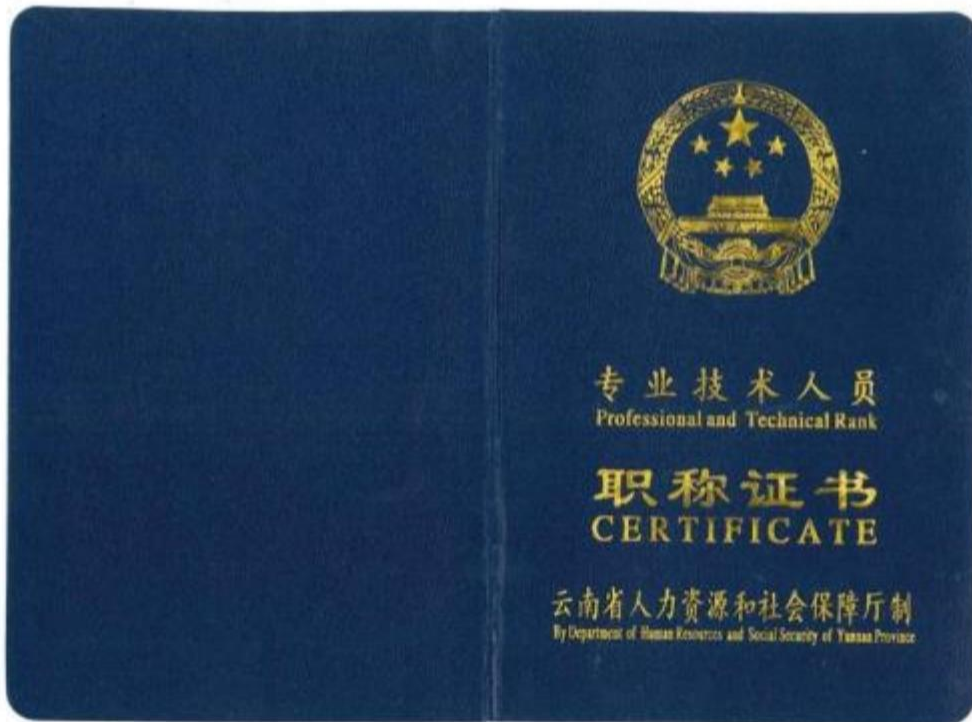 专业技术人员
Professional and Technical Rank
职称证书
CERTIFICATE
云南省人力资源和社会保障厅制
By Department of Human Resources and Social Security of Yunnan Province